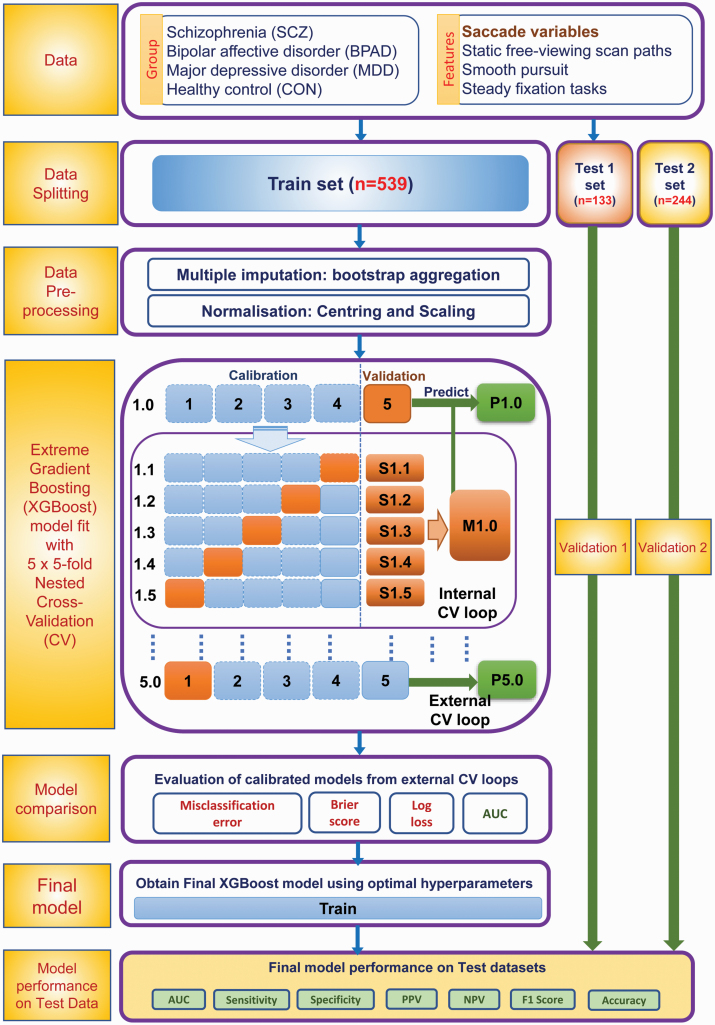 Data
Group
Schizophrenia (SCZ)
Bipolar affective disorder (BPAD)
Major depressive disorder (MDD)
Healthy control (CON)
Features
Saccade variables
Static free-viewing scan paths
Smooth pursuit
Steady fixation tasks
Data
Splitting
Train set (n=539)
Test 1
set
(n=133)
Test 2
set
(n=244)
Data
Pre-
processing
Multiple imputation: bootstrap aggregation
Normalisation: Centring and Scaling
Extreme
Gradient
Boosting
(XGBoost)
model fit
with
5 x 5-fold
Nested
Cross-
Validation
(CV)
Calibration
Validation
1.0
1
2
3
4
5
Predict
P1.0
1.1
S1.1
1.2
S1.2
1.3
S1.3
M1.0
1.4
S1.4
1.5
S1.5
Internal
CV loop
5.0
1
2
3
4
5
P5.0
External
CV loop
Validation 1
Validation 2
Model
comparison
Evaluation of calibrated models from external CV loops
Misclassification
error
Brier
score
Log
loss
AUC
Final
model
Obtain Final XGBoost model using optimal hyperparameters
Train
Model
performance
on Test Data
Final model performance on Test datasets
AUC
Sensitivity
Specificity
PPV
NPV
F1 Score
Accuracy